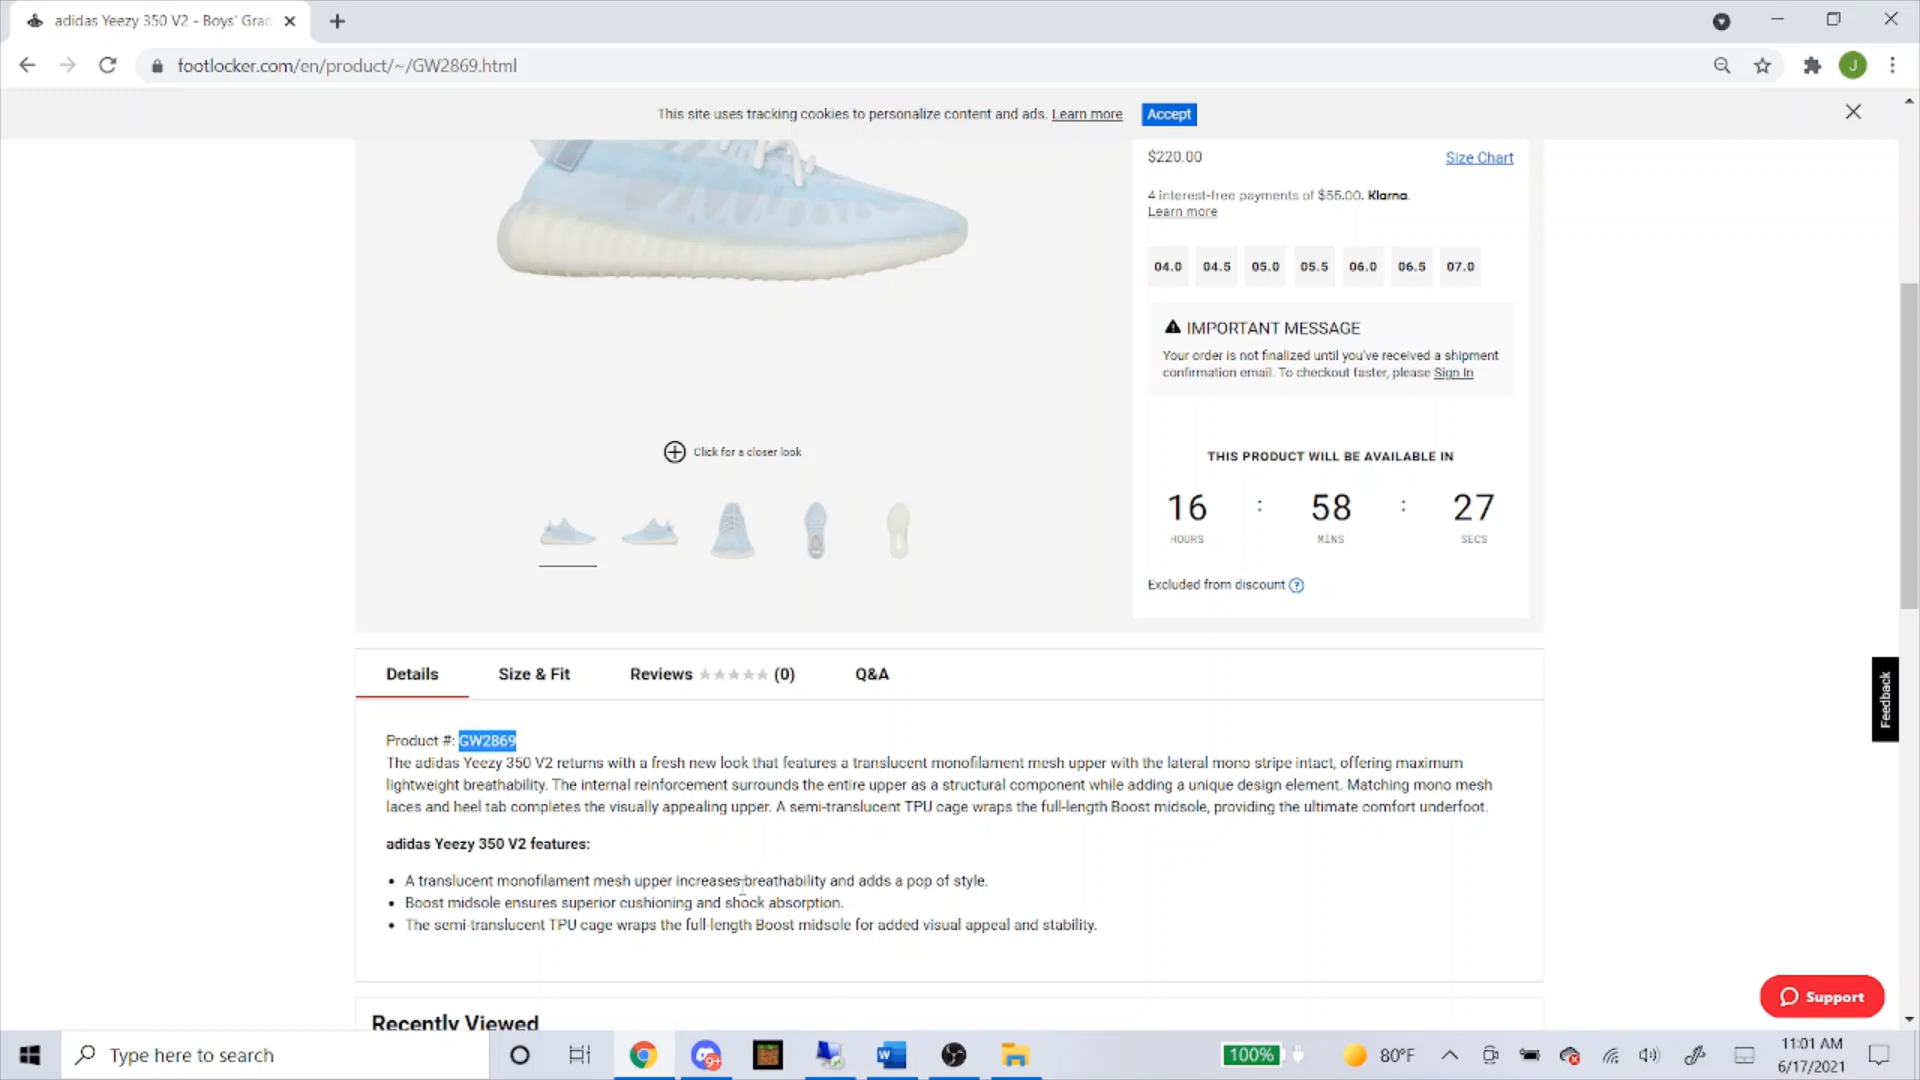 adidas Yeezy 350 V2 - Boys' Grac
footlocker.com/en/product/~/GW2869.html
J
This site uses tracking cookies to personalize content and ads. Learn more
Accept
$220.00
Size Chart
4 interest-free payments of $55.00. Klarna.
Learn more
04.0 04.5 05.0 05.5 06.0 06.5 07.0
IMPORTANT MESSAGE
Your order is not finalized until you've received a shipment
confirmation email. To checkout faster, please Sign In
Click for a closer look
THIS PRODUCT WILL BE AVAILABLE IN
16 : 58 : 27
HOURS MINS SECS
Excluded from discount ?
Details Size & Fit Reviews (0) Q&A
Feedback
Product #: GW2869
The adidas Yeezy 350 V2 returns with a fresh new look that features a translucent monofilament mesh upper with the lateral mono stripe intact, offering maximum
lightweight breathability. The internal reinforcement surrounds the entire upper as a structural component while adding a unique design element. Matching mono mesh
laces and heel tab completes the visually appealing upper. A semi-translucent TPU cage wraps the full-length Boost midsole, providing the ultimate comfort underfoot.
adidas Yeezy 350 V2 features:
• A translucent monofilament mesh upper increases breathability and adds a pop of style.
• Boost midsole ensures superior cushioning and shock absorption.
• The semi-translucent TPU cage wraps the full-length Boost midsole for added visual appeal and stability.
Support
Recently Viewed
Type here to search
9+
W
100%
80°F
11:01 AM
6/17/2021